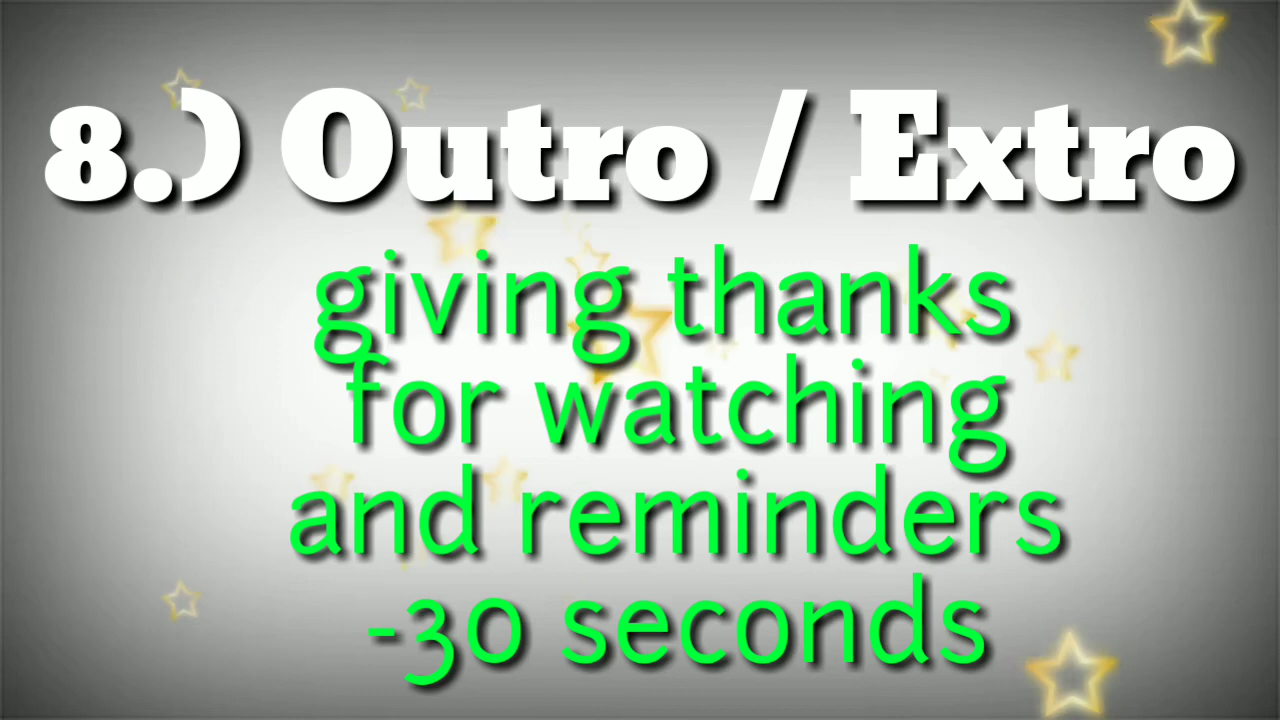 8.) Outro / Extro
giving thanks
for watching
and reminders
-30 seconds